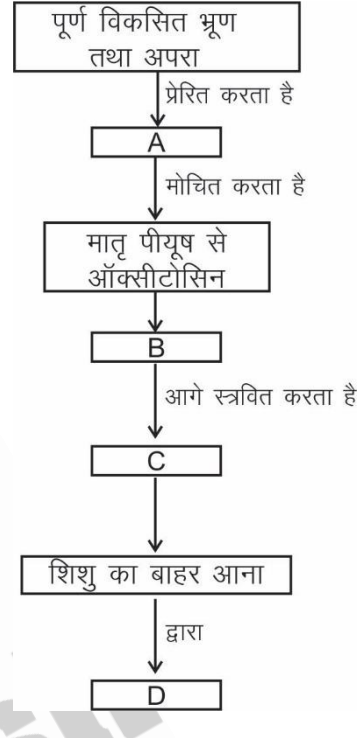 पूर्ण विकसित भ्रूण
तथा अपरा
प्रेरित करता है
A
मोचित करता है
मातृ पीयूष से
ऑक्सीटोसिन
B
आगे स्त्रवित करता है
C
शिशु का बाहर आना
द्वारा
D